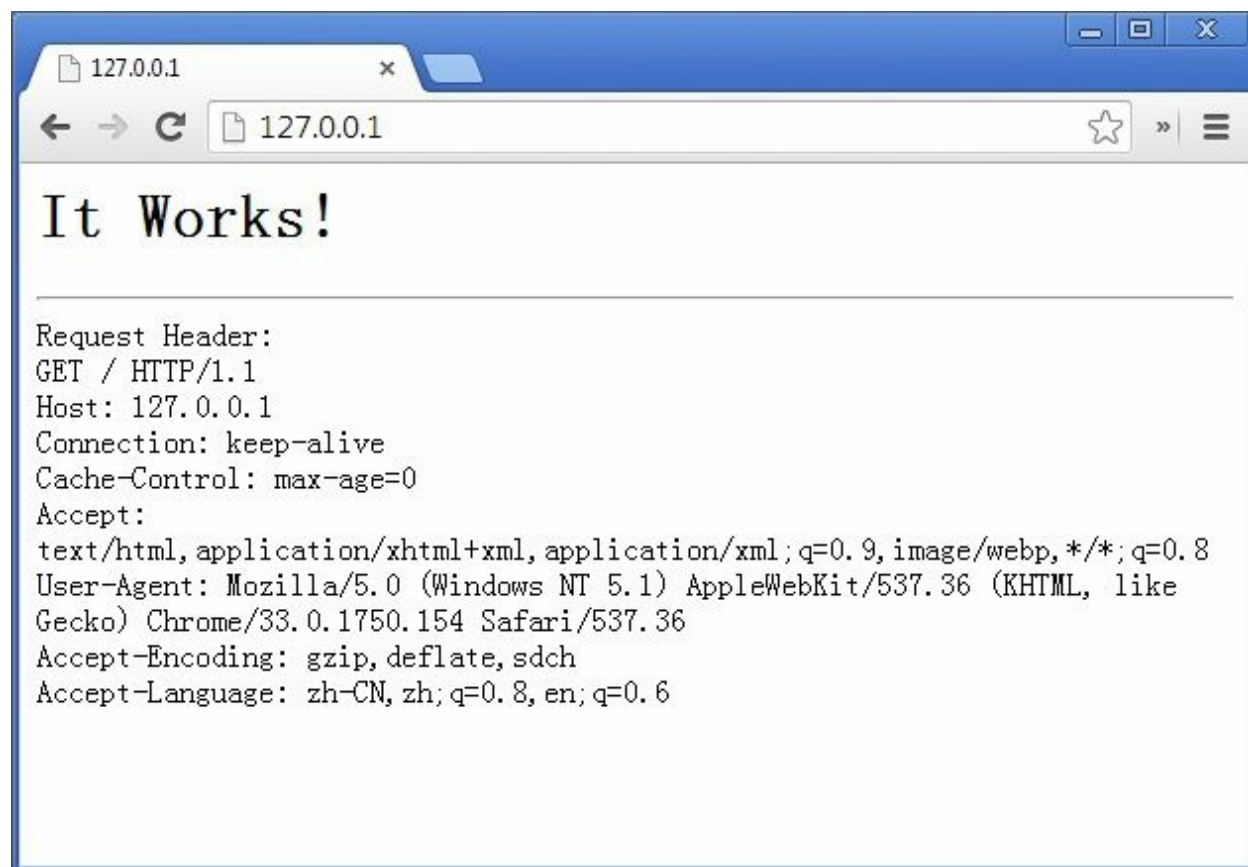 127.0.0.1
127.0.0.1
It Works!
Request Header:
GET / HTTP/1.1
Host: 127.0.0.1
Connection: keep-alive
Cache-Control: max-age=0
Accept:
text/html,application/xhtml+xml,application/xml;q=0.9,image/webp,*/*;q=0.8
User-Agent: Mozilla/5.0 (Windows NT 5.1) AppleWebKit/537.36 (KHTML, like
Gecko) Chrome/33.0.1750.154 Safari/537.36
Accept-Encoding: gzip,deflate,sdch
Accept-Language: zh-CN,zh;q=0.8,en;q=0.6